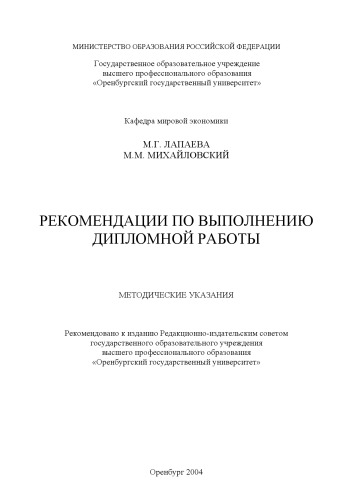 МИНИСТЕРСТВО ОБРАЗОВАНИЯ РОССИЙСКОЙ ФЕДЕРАЦИИ
Государственное образовательное учреждение
высшего профессионального образования
«Оренбургский государственный университет»
Кафедра мировой экономики
М.Г. ЛАПАЕВА
М.М. МИХАЙЛОВСКИЙ
РЕКОМЕНДАЦИИ ПО ВЫПОЛНЕНИЮ
ДИПЛОМНОЙ РАБОТЫ
МЕТОДИЧЕСКИЕ УКАЗАНИЯ
Рекомендовано к изданию Редакционно-издательским советом
государственного образовательного учреждения
высшего профессионального образования
«Оренбургский государственный университет»
Оренбург 2004